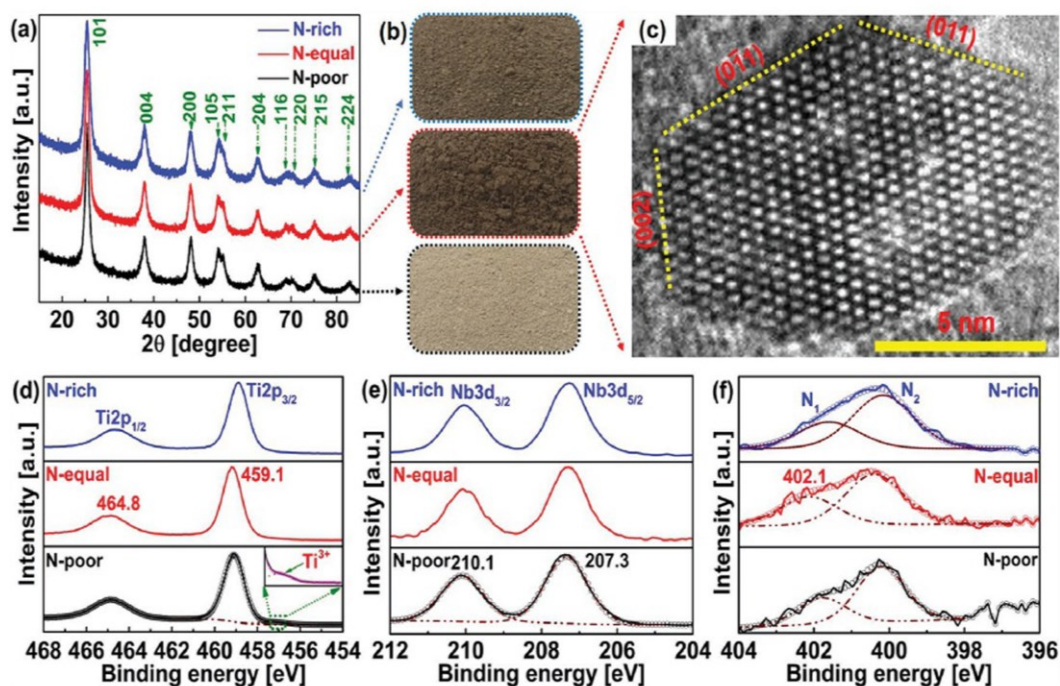 (a)
101
N-rich
N-equal
N-poor
004
200
105
211
204
116
220
215
224
Intensity [a.u.]
20 30 40 50 60 70 80
2θ [degree]
(b)
(c)
(01̄1)
(011)
(002)
5 nm
(d)
N-rich
Ti2p3/2
Ti2p1/2
N-equal
459.1
464.8
N-poor
Ti3+
Intensity [a.u.]
468 466 464 462 460 458 456 454
Binding energy [eV]
(e)
N-rich
Nb3d3/2
Nb3d5/2
N-equal
N-poor
210.1
207.3
Intensity [a.u.]
212 210 208 206 204
Binding energy [eV]
(f)
N-rich
N1
N2
N-equal
402.1
N-poor
Intensity [a.u.]
404 402 400 398 396
Binding energy [eV]